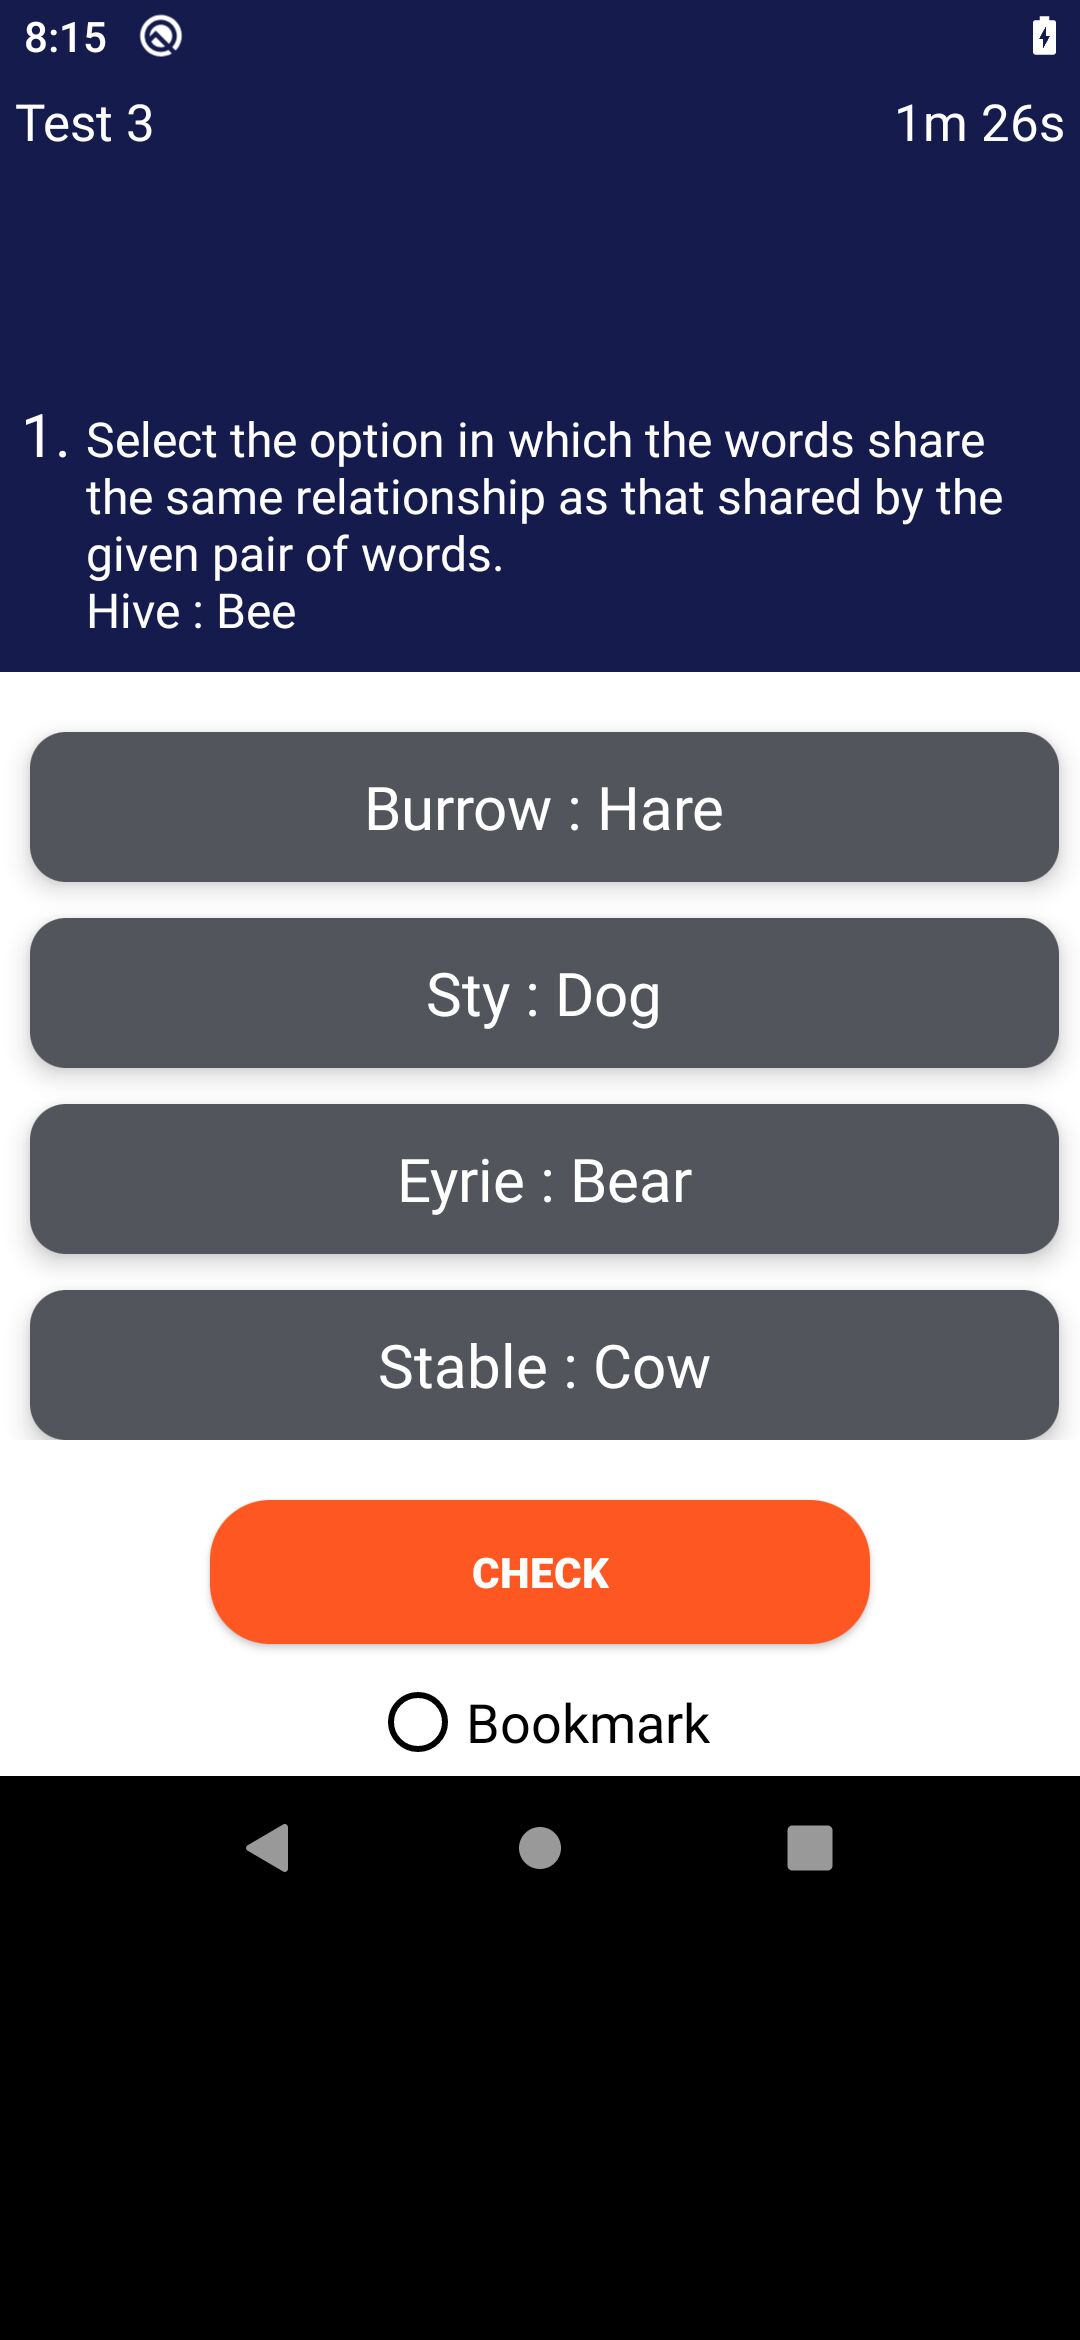 8:15
Test 3
1m 26s
1. Select the option in which the words share
the same relationship as that shared by the
given pair of words.
Hive : Bee
Burrow : Hare
Sty : Dog
Eyrie : Bear
Stable : Cow
CHECK
Bookmark